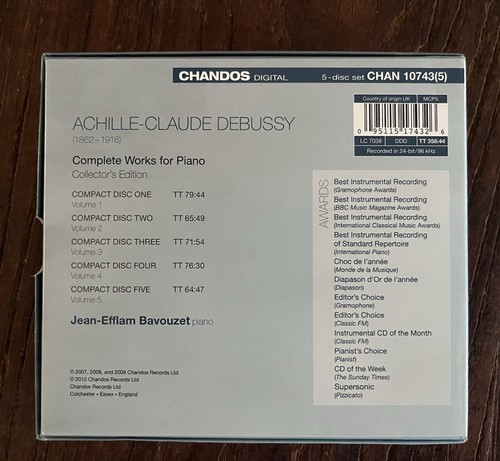 CHANDOS DIGITAL 5-disc set CHAN 10743(5)
Country of origin UK MCPS
0 95115 17432 6
LC 7038 DDD TT 358:44
Recorded in 24-bit/96 kHz
ACHILLE-CLAUDE DEBUSSY
(1862–1918)
Complete Works for Piano
Collector's Edition
COMPACT DISC ONE TT 79:44
Volume 1
COMPACT DISC TWO TT 65:49
Volume 2
COMPACT DISC THREE TT 71:54
Volume 3
COMPACT DISC FOUR TT 76:30
Volume 4
COMPACT DISC FIVE TT 64:47
Volume 5
Jean-Efflam Bavouzet piano
℗ 2007, 2008, and 2009 Chandos Records Ltd
© 2012 Chandos Records Ltd
Chandos Records Ltd
Colchester • Essex • England
AWARDS
Best Instrumental Recording
(Gramophone Awards)
Best Instrumental Recording
(BBC Music Magazine Awards)
Best Instrumental Recording
(International Classical Music Awards)
Best Instrumental Recording
of Standard Repertoire
(International Piano)
Choc de l'année
(Monde de la Musique)
Diapason d'Or de l'année
(Diapason)
Editor's Choice
(Gramophone)
Editor's Choice
(Classic FM)
Instrumental CD of the Month
(Classic FM)
Pianist's Choice
(Pianist)
CD of the Week
(The Sunday Times)
Supersonic
(Pizzicato)